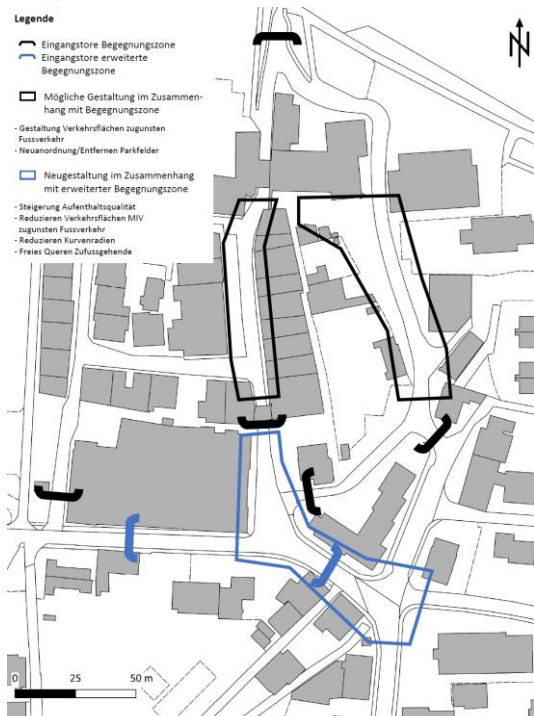 Legende
Eingangstore Begegnungszone
Eingangstore erweiterte
Begegnungszone
Mögliche Gestaltung im Zusammen-
hang mit Begegnungszone
- Gestaltung Verkehrsflächen zugunsten
Fussverkehr
- Neuanordnung/Entfernen Parkfelder
Neugestaltung im Zusammenhang
mit erweiterter Begegnungszone
- Steigerung Aufenthaltsqualität
- Reduzieren Verkehrsflächen MIV
zugunsten Fussverkehr
- Reduzieren Kurvenradien
- Freies Queren Zufussgehende
N
0 25 50 m